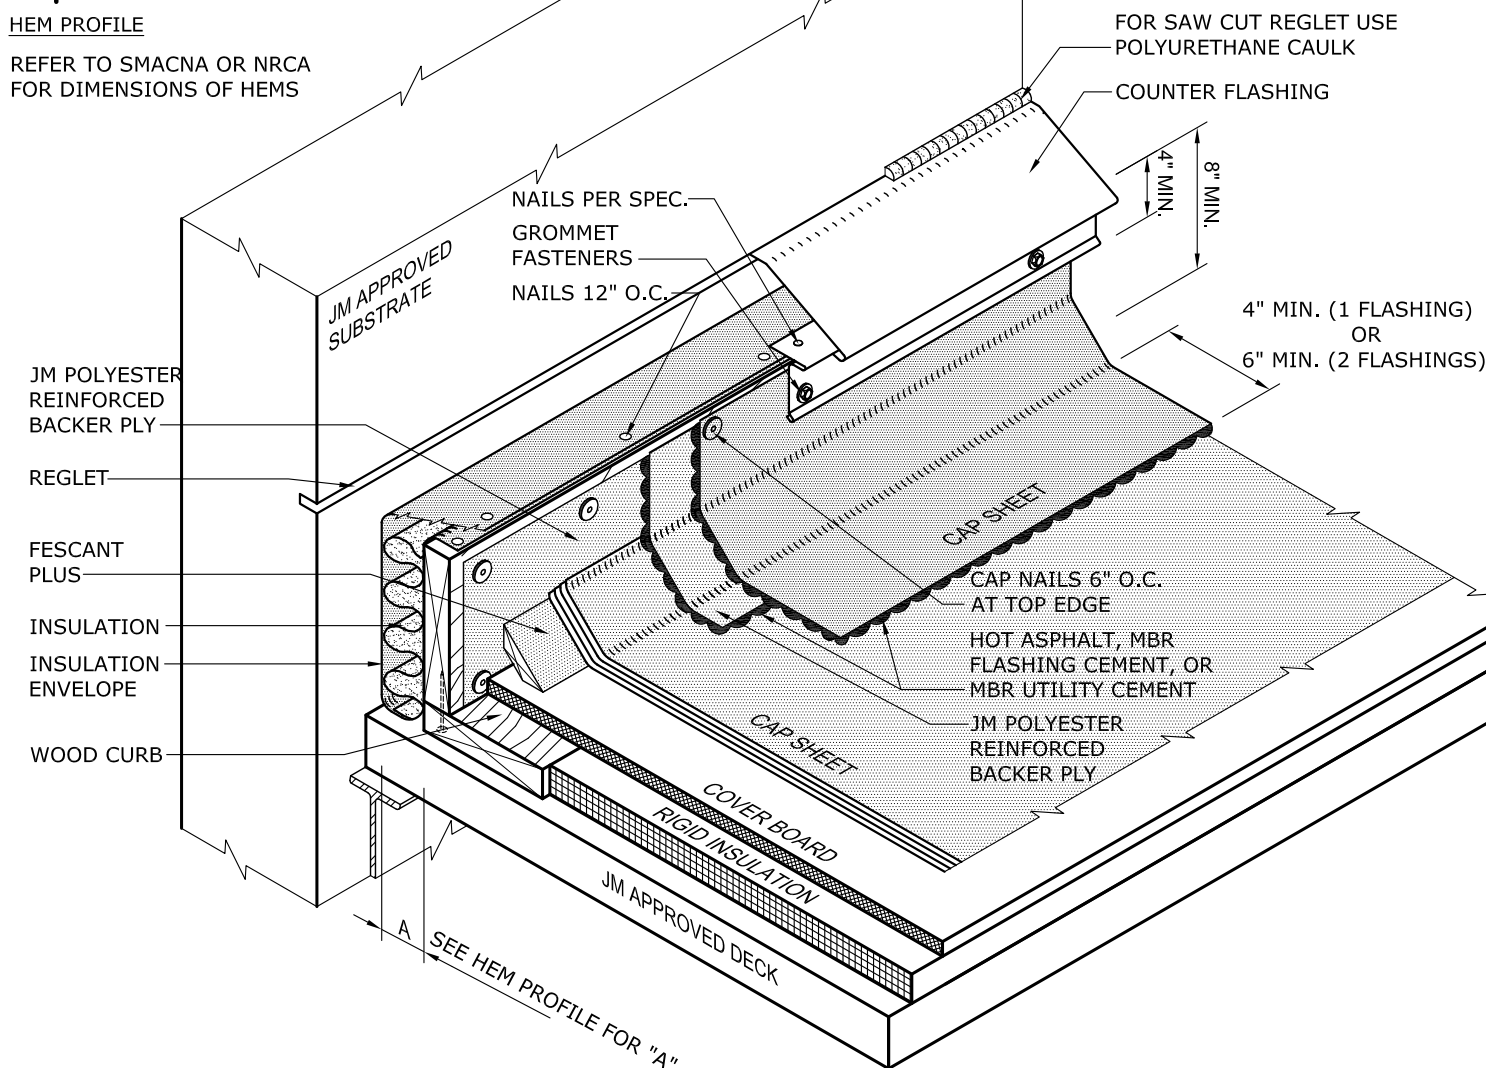 HEM PROFILE
REFER TO SMACNA OR NRCA
FOR DIMENSIONS OF HEMS
FOR SAW CUT REGLET USE
POLYURETHANE CAULK
COUNTER FLASHING
4" MIN.
8" MIN.
NAILS PER SPEC.
GROMMET
FASTENERS
NAILS 12" O.C.
JM APPROVED
SUBSTRATE
4" MIN. (1 FLASHING)
OR
6" MIN. (2 FLASHINGS)
JM POLYESTER
REINFORCED
BACKER PLY
REGLET
FESCANT
PLUS
INSULATION
INSULATION
ENVELOPE
WOOD CURB
CAP SHEET
CAP NAILS 6" O.C.
AT TOP EDGE
HOT ASPHALT, MBR
FLASHING CEMENT, OR
MBR UTILITY CEMENT
JM POLYESTER
REINFORCED
BACKER PLY
CAP SHEET
COVER BOARD
RIGID INSULATION
JM APPROVED DECK
A
SEE HEM PROFILE FOR "A"